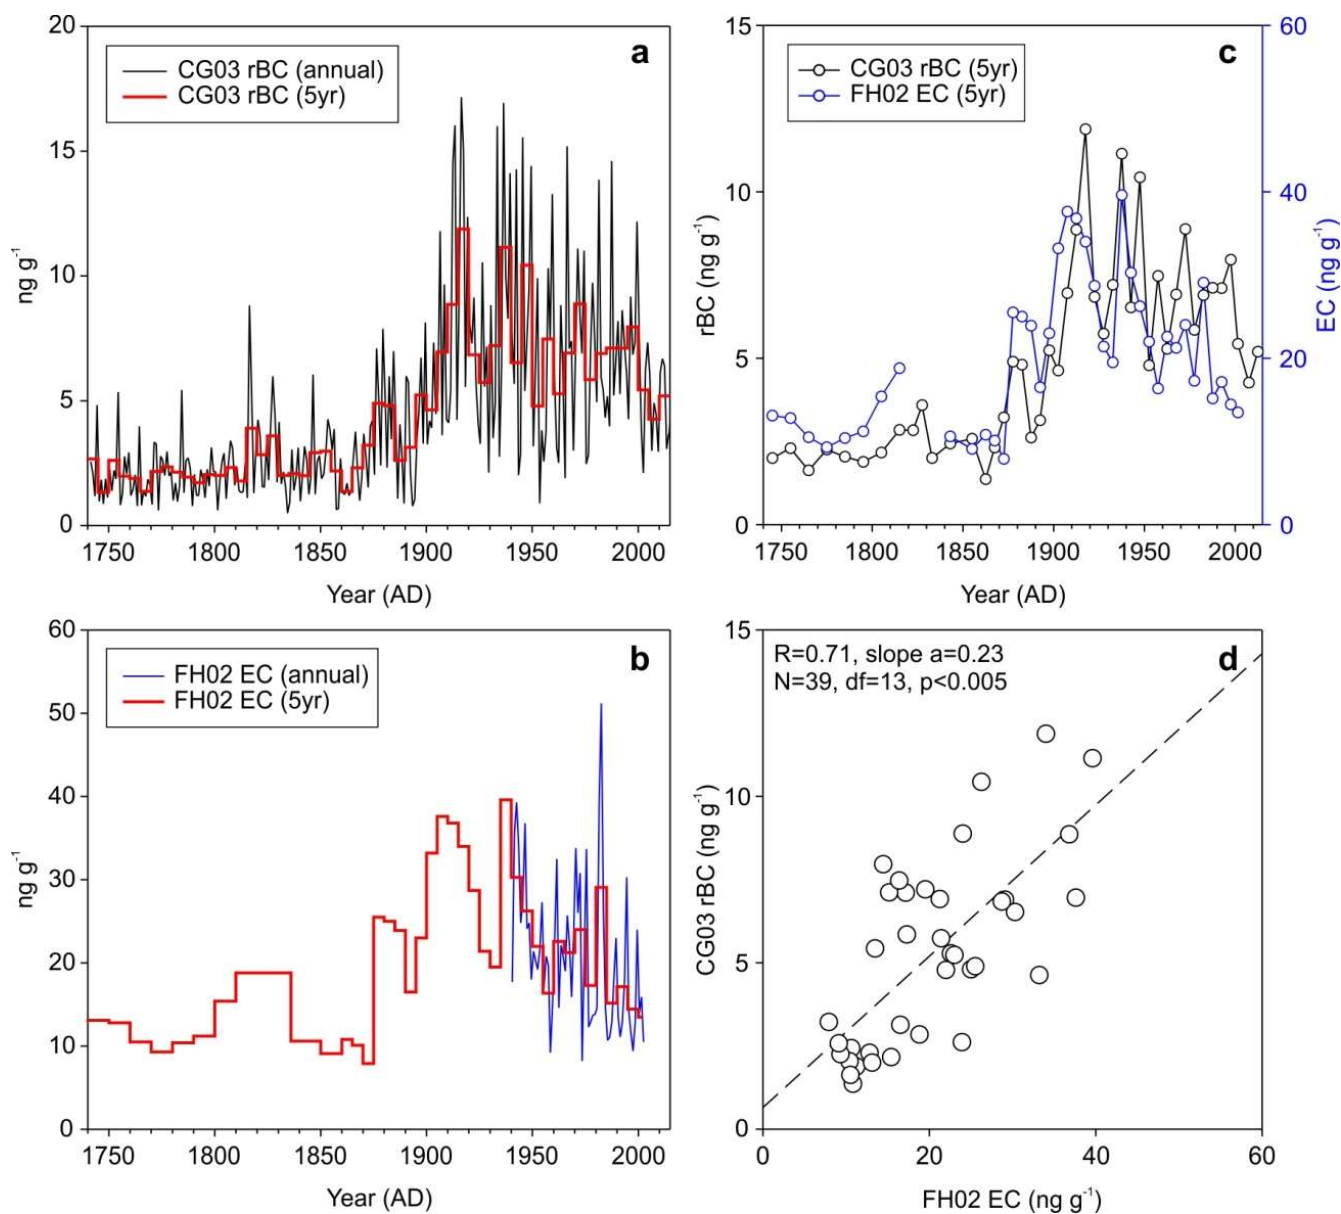 a
CG03 rBC (annual)
CG03 rBC (5yr)
20
15
10
5
0
ng g-1
1750 1800 1850 1900 1950 2000
Year (AD)
c
CG03 rBC (5yr)
FH02 EC (5yr)
15
10
5
0
rBC (ng g-1)
60
40
20
0
EC (ng g-1)
1750 1800 1850 1900 1950 2000
Year (AD)
b
FH02 EC (annual)
FH02 EC (5yr)
60
50
40
30
20
10
0
ng g-1
1750 1800 1850 1900 1950 2000
Year (AD)
d
R=0.71, slope a=0.23
N=39, df=13, p<0.005
15
10
5
0
CG03 rBC (ng g-1)
0 20 40 60
FH02 EC (ng g-1)